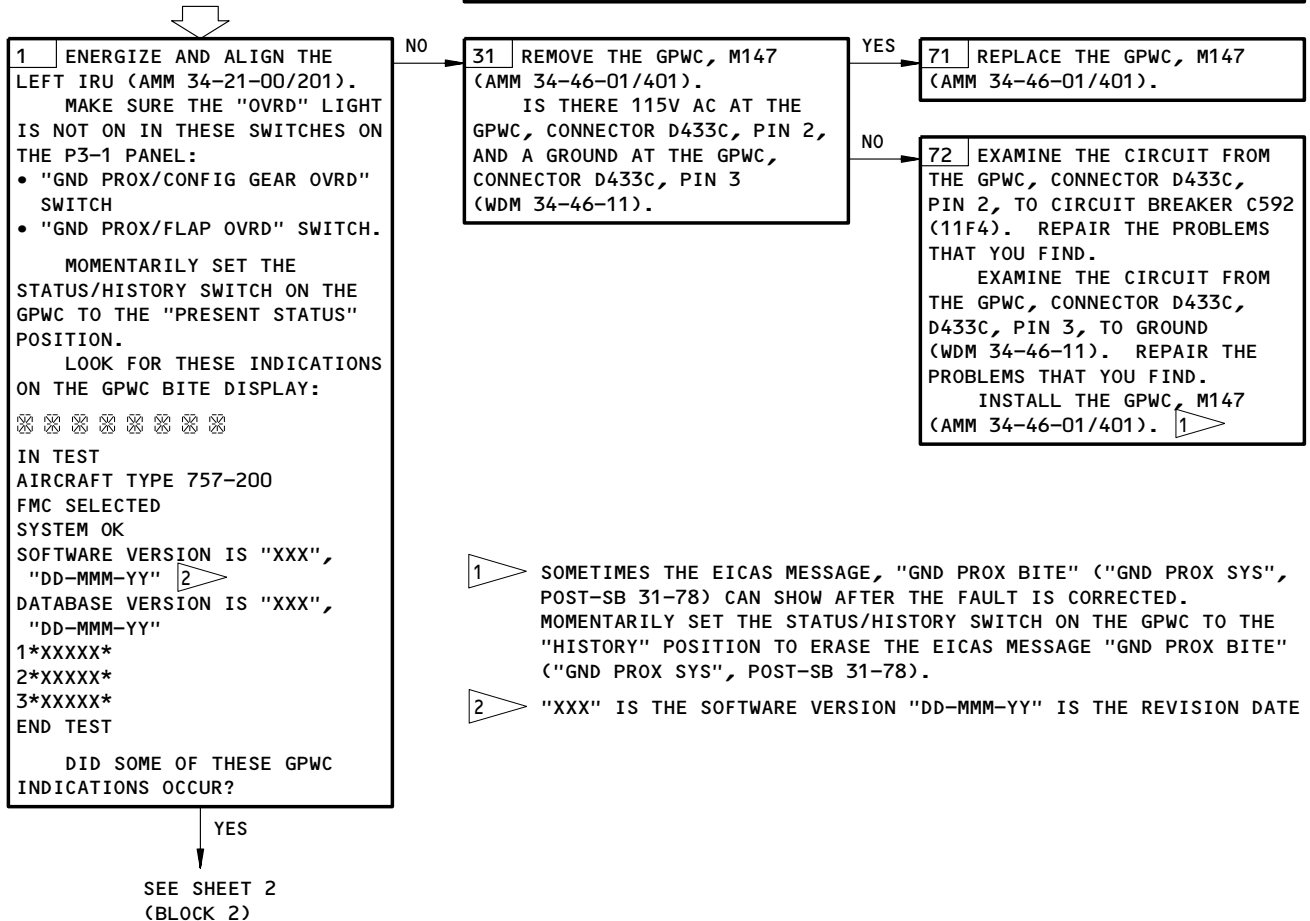 1 ENERGIZE AND ALIGN THE
LEFT IRU (AMM 34-21-00/201).
MAKE SURE THE "OVRD" LIGHT
IS NOT ON IN THESE SWITCHES ON
THE P3-1 PANEL:
• "GND PROX/CONFIG GEAR OVRD"
SWITCH
• "GND PROX/FLAP OVRD" SWITCH.
MOMENTARILY SET THE
STATUS/HISTORY SWITCH ON THE
GPWC TO THE "PRESENT STATUS"
POSITION.
LOOK FOR THESE INDICATIONS
ON THE GPWC BITE DISPLAY:
IN TEST
AIRCRAFT TYPE 757-200
FMC SELECTED
SYSTEM OK
SOFTWARE VERSION IS "XXX",
"DD-MMM-YY" 2
DATABASE VERSION IS "XXX",
"DD-MMM-YY"
1*XXXXX*
2*XXXXX*
3*XXXXX*
END TEST
DID SOME OF THESE GPWC
INDICATIONS OCCUR?
YES
SEE SHEET 2
(BLOCK 2)
NO
31 REMOVE THE GPWC, M147
(AMM 34-46-01/401).
IS THERE 115V AC AT THE
GPWC, CONNECTOR D433C, PIN 2,
AND A GROUND AT THE GPWC,
CONNECTOR D433C, PIN 3
(WDM 34-46-11).
YES
71 REPLACE THE GPWC, M147
(AMM 34-46-01/401).
NO
72 EXAMINE THE CIRCUIT FROM
THE GPWC, CONNECTOR D433C,
PIN 2, TO CIRCUIT BREAKER C592
(11F4). REPAIR THE PROBLEMS
THAT YOU FIND.
EXAMINE THE CIRCUIT FROM
THE GPWC, CONNECTOR D433C,
D433C, PIN 3, TO GROUND
(WDM 34-46-11). REPAIR THE
PROBLEMS THAT YOU FIND.
INSTALL THE GPWC, M147
(AMM 34-46-01/401). 1
1 SOMETIMES THE EICAS MESSAGE, "GND PROX BITE" ("GND PROX SYS",
POST-SB 31-78) CAN SHOW AFTER THE FAULT IS CORRECTED.
MOMENTARILY SET THE STATUS/HISTORY SWITCH ON THE GPWC TO THE
"HISTORY" POSITION TO ERASE THE EICAS MESSAGE "GND PROX BITE"
("GND PROX SYS", POST-SB 31-78).
2 "XXX" IS THE SOFTWARE VERSION "DD-MMM-YY" IS THE REVISION DATE